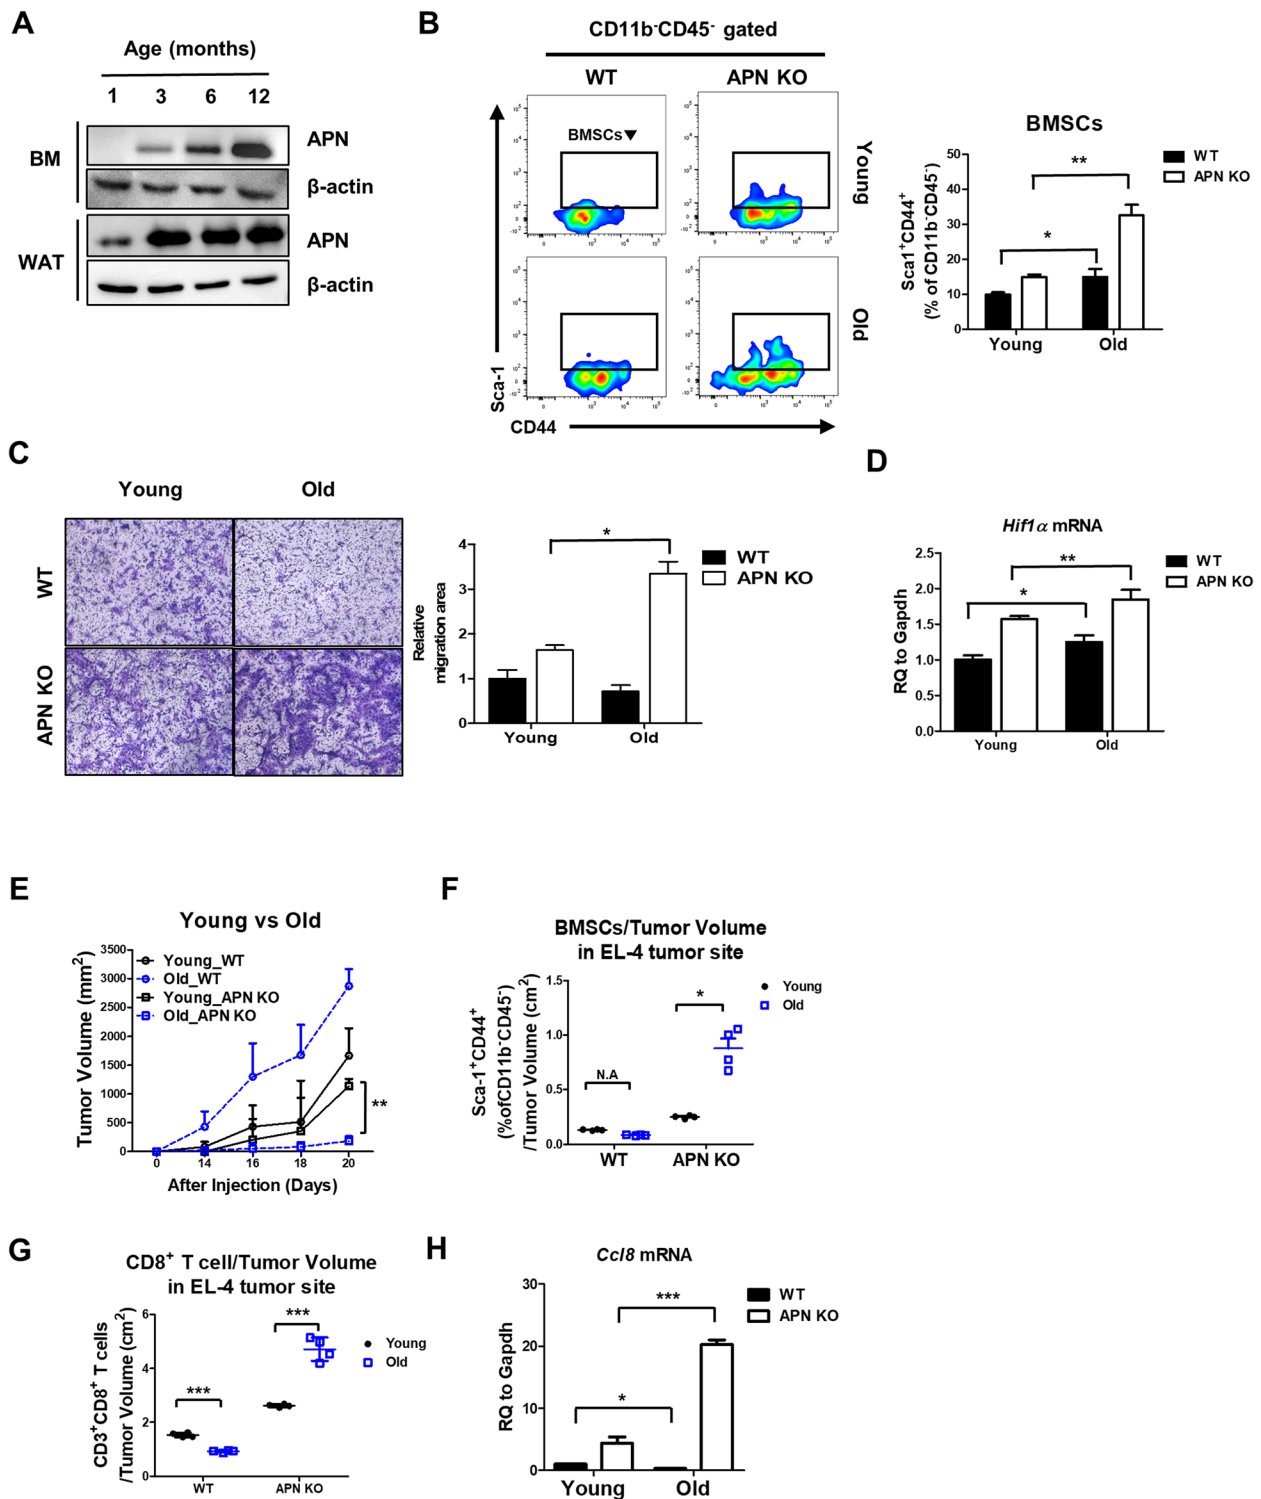 A
Age (months)
1 3 6 12
BM
APN
β-actin
WAT
APN
β-actin
B
CD11b⁻CD45⁻ gated
WT APN KO
BMSCs▼
Young
Old
Sca-1
CD44
BMSCs
WT
APN KO
**
*
Sca1⁺CD44⁺
(% of CD11b⁻CD45⁻)
50
40
30
20
10
0
Young Old
C
Young Old
WT
APN KO
Relative
migration area
4
3
2
1
0
*
WT
APN KO
Young Old
D
Hif1α mRNA
RQ to Gapdh
2.5
2.0
1.5
1.0
0.5
0.0
**
*
WT
APN KO
Young Old
E
Young vs Old
Tumor Volume (mm²)
3500
3000
2500
2000
1500
1000
500
0
Young_WT
Old_WT
Young_APN KO
Old_APN KO
**
0 14 16 18 20
After Injection (Days)
F
BMSCs/Tumor Volume
in EL-4 tumor site
Sca-1⁺CD44⁺
(%ofCD11b⁻CD45⁻)
/Tumor Volume (cm²)
1.5
1.0
0.5
0.0
N.A
*
Young
Old
WT APN KO
G
CD8⁺ T cell/Tumor Volume
in EL-4 tumor site
CD3⁺CD8⁺ T cells
/Tumor Volume (cm²)
6
4
2
0
***
***
Young
Old
WT APN KO
H
Ccl8 mRNA
RQ to Gapdh
30
20
10
0
***
*
WT
APN KO
Young Old